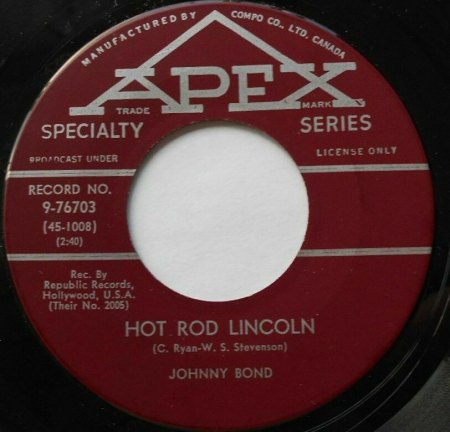 MANUFACTURED BY COMPO CO., LTD. CANADA
APEX
TRADE MARK
SPECIALTY SERIES
BROADCAST UNDER LICENSE ONLY
RECORD NO.
9-76703
(45-1008)
(2:40)
Rec. By
Republic Records,
Hollywood, U.S.A.
(Their No. 2005)
HOT ROD LINCOLN
(C. Ryan-W. S. Stevenson)
JOHNNY BOND